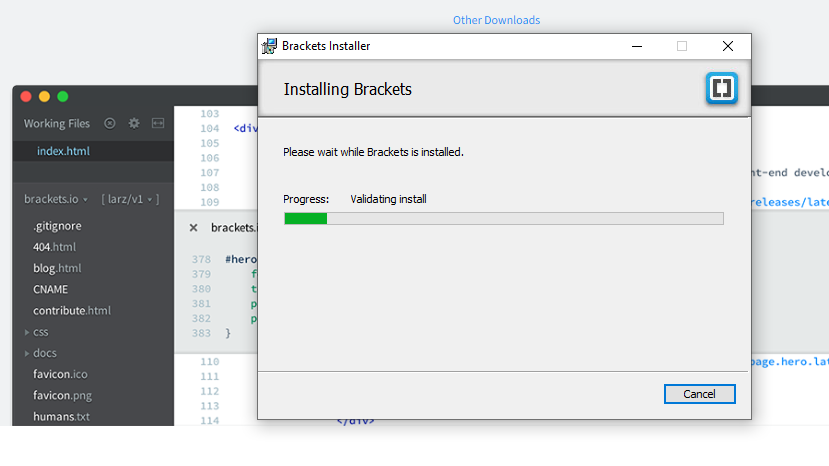 Other Downloads
Brackets Installer
Installing Brackets
Please wait while Brackets is installed.
Progress: Validating install
Cancel
Working Files
index.html
brackets.io [ larz/v1 ]
.gitignore
404.html
blog.html
CNAME
contribute.html
css
docs
favicon.ico
favicon.png
humans.txt
103
104 <div
105
106
107
108
109
brackets.i
378 #hero
379 f
380 t
381 p
382 p
383 }
110
111
112
113
114 </div>
nt-end develo
releases/late
page.hero.lat